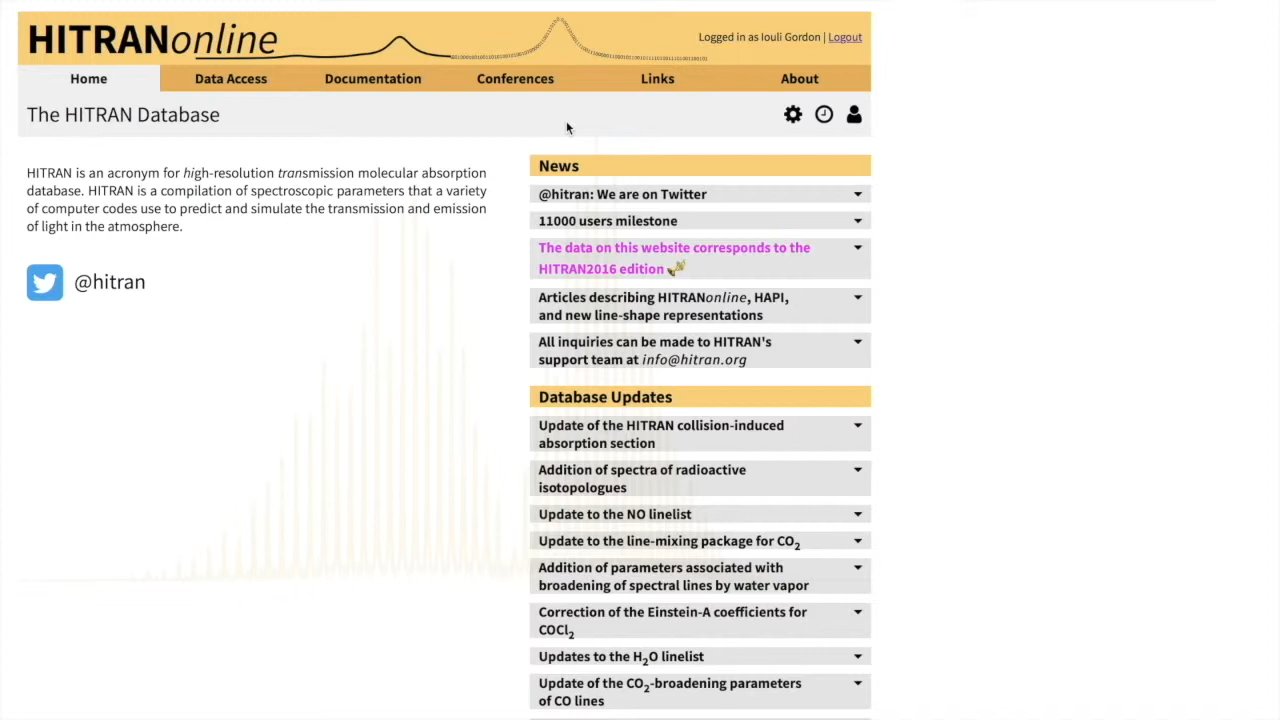 HITRANonline
Logged in as Iouli Gordon | Logout
Home Data Access Documentation Conferences Links About
The HITRAN Database
HITRAN is an acronym for high-resolution transmission molecular absorption
database. HITRAN is a compilation of spectroscopic parameters that a variety
of computer codes use to predict and simulate the transmission and emission
of light in the atmosphere.
@hitran
News
@hitran: We are on Twitter
11000 users milestone
The data on this website corresponds to the
HITRAN2016 edition
Articles describing HITRANonline, HAPI,
and new line-shape representations
All inquiries can be made to HITRAN's
support team at info@hitran.org
Database Updates
Update of the HITRAN collision-induced
absorption section
Addition of spectra of radioactive
isotopologues
Update to the NO linelist
Update to the line-mixing package for CO2
Addition of parameters associated with
broadening of spectral lines by water vapor
Correction of the Einstein-A coefficients for
COCl2
Updates to the H2O linelist
Update of the CO2-broadening parameters
of CO lines